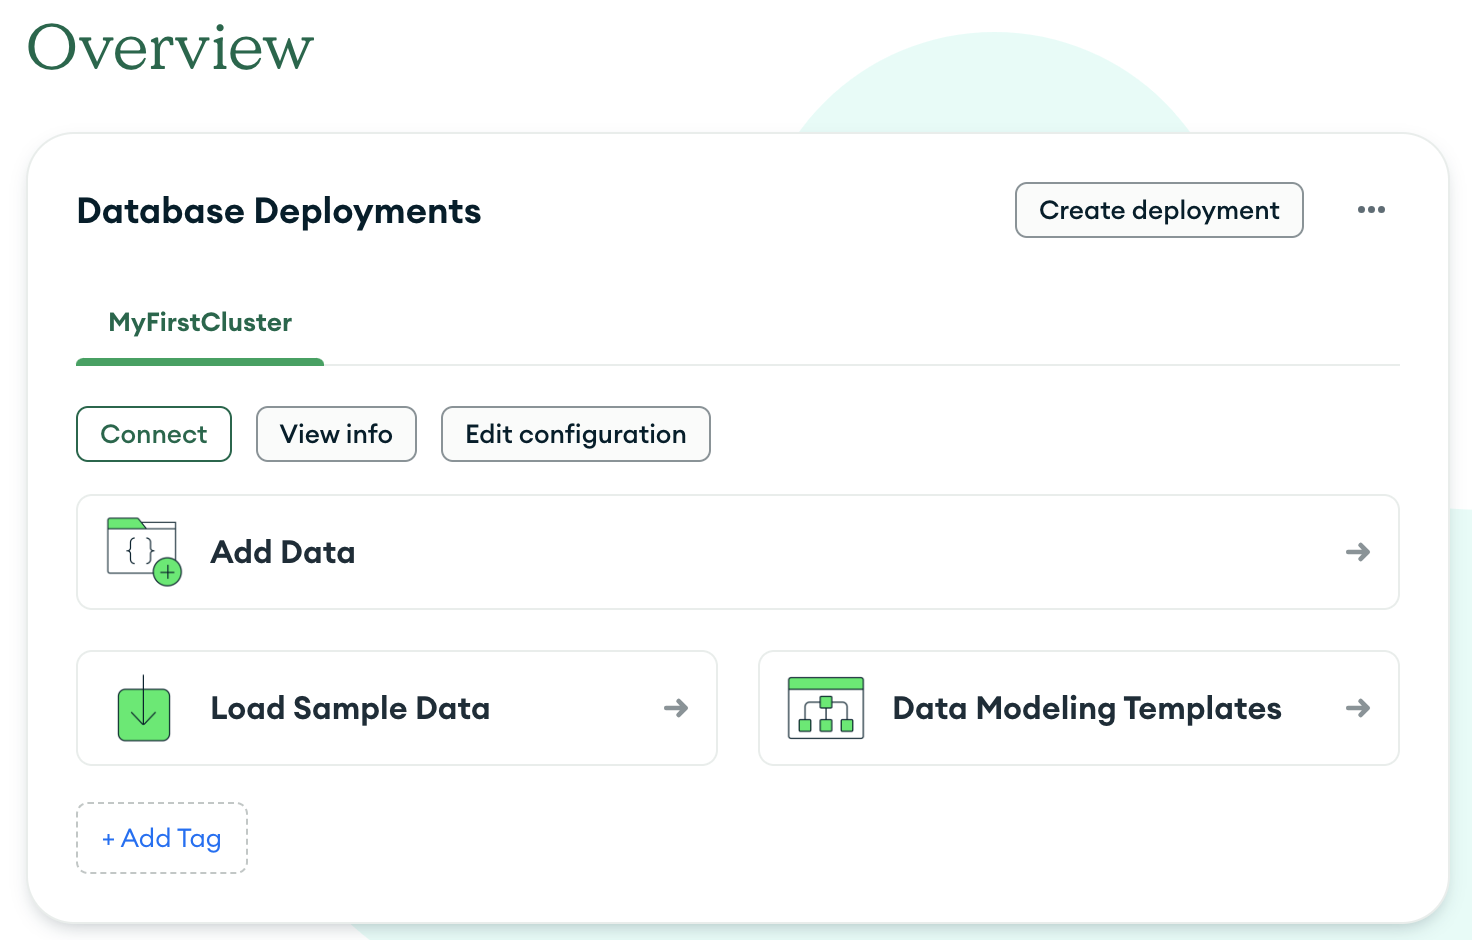 Overview
Database Deployments
Create deployment
MyFirstCluster
Connect
View info
Edit configuration
{ }
Add Data
Load Sample Data
Data Modeling Templates
+ Add Tag